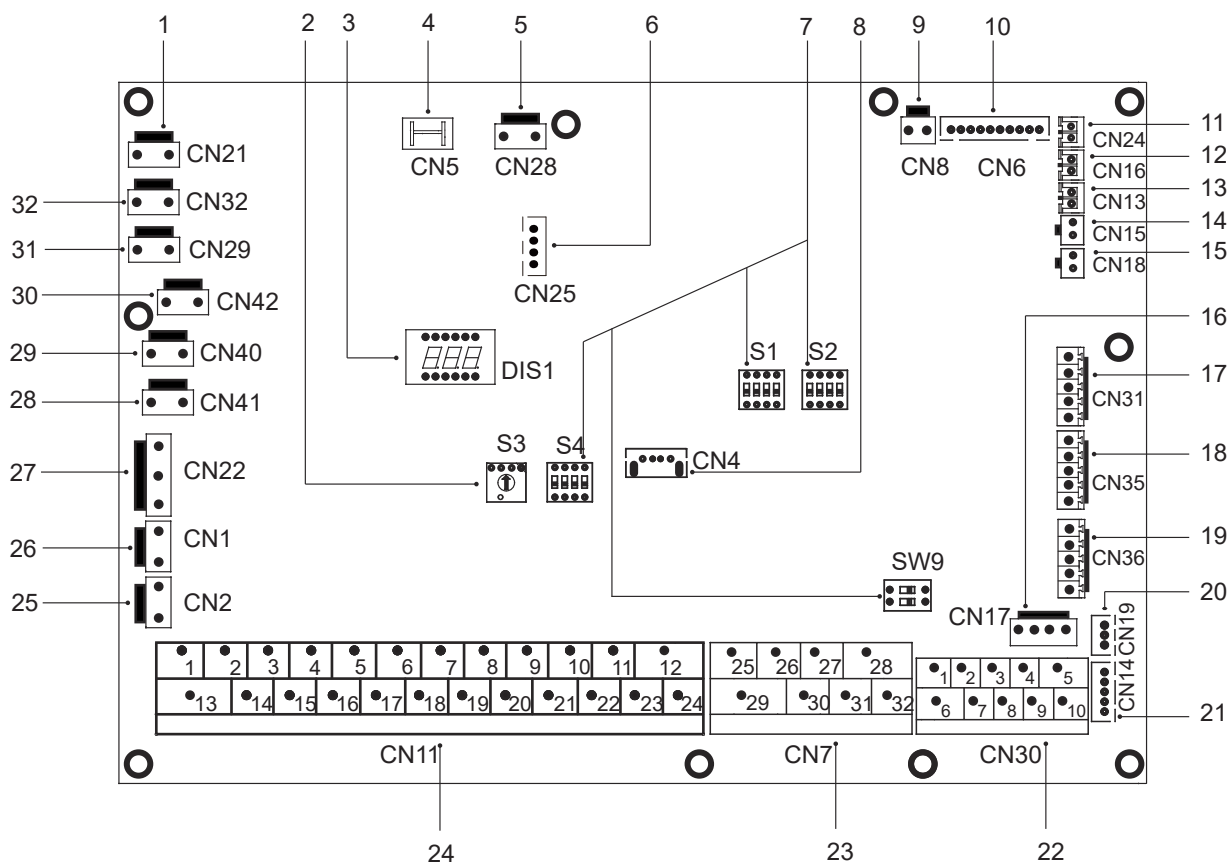 1 2 3 4 5 6 7 8 9 10
CN21
CN5
CN28
CN8
CN6
CN24 11
CN16 12
32 CN32
CN13 13
31 CN29
CN15 14
CN18 15
CN25
30 CN42
16
29 CN40
DIS1
S1 S2
CN31 17
28 CN41
27 CN22
S3 S4
CN4
CN35 18
26 CN1
CN36 19
25 CN2
SW9
CN17
CN19 20
1 2 3 4 5 6 7 8 9 10 11 12
13 14 15 16 17 18 19 20 21 22 23 24
CN11
25 26 27 28
29 30 31 32
CN7
1 2 3 4 5
6 7 8 9 10
CN30
CN14 21
24 23 22